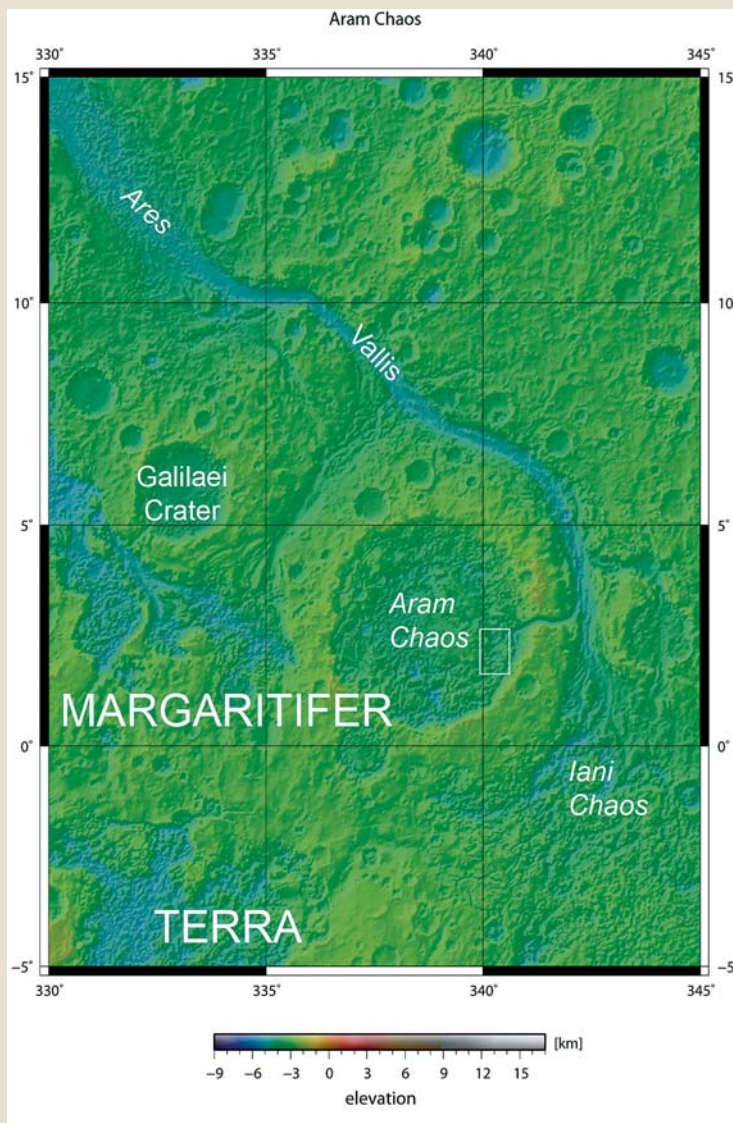 Aram Chaos
330° 335° 340° 345°
15° 15°
Ares
10° 10°
Vallis
Galilaei
Crater
5° 5°
Aram
Chaos
MARGARITIFER
0° 0°
Iani
Chaos
TERRA
−5° −5°
330° 335° 340° 345°
[km]
−9 −6 −3 0 3 6 9 12 15
elevation